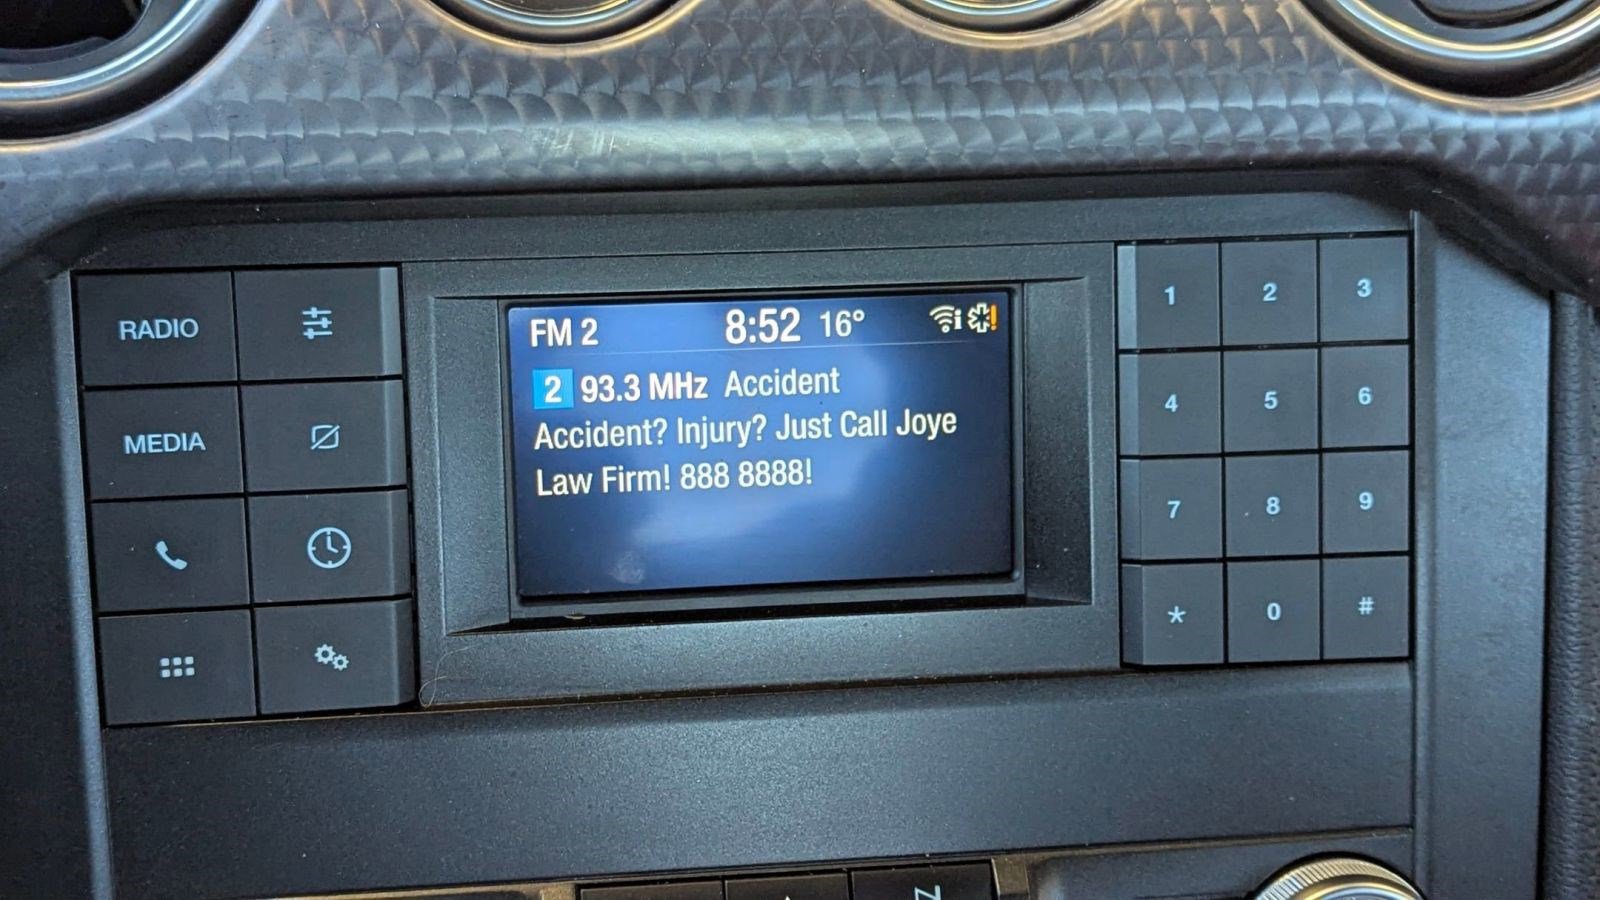 RADIO
MEDIA
FM 2 8:52 16°
2 93.3 MHz Accident
Accident? Injury? Just Call Joye
Law Firm! 888 8888!
1 2 3
4 5 6
7 8 9
* 0 #